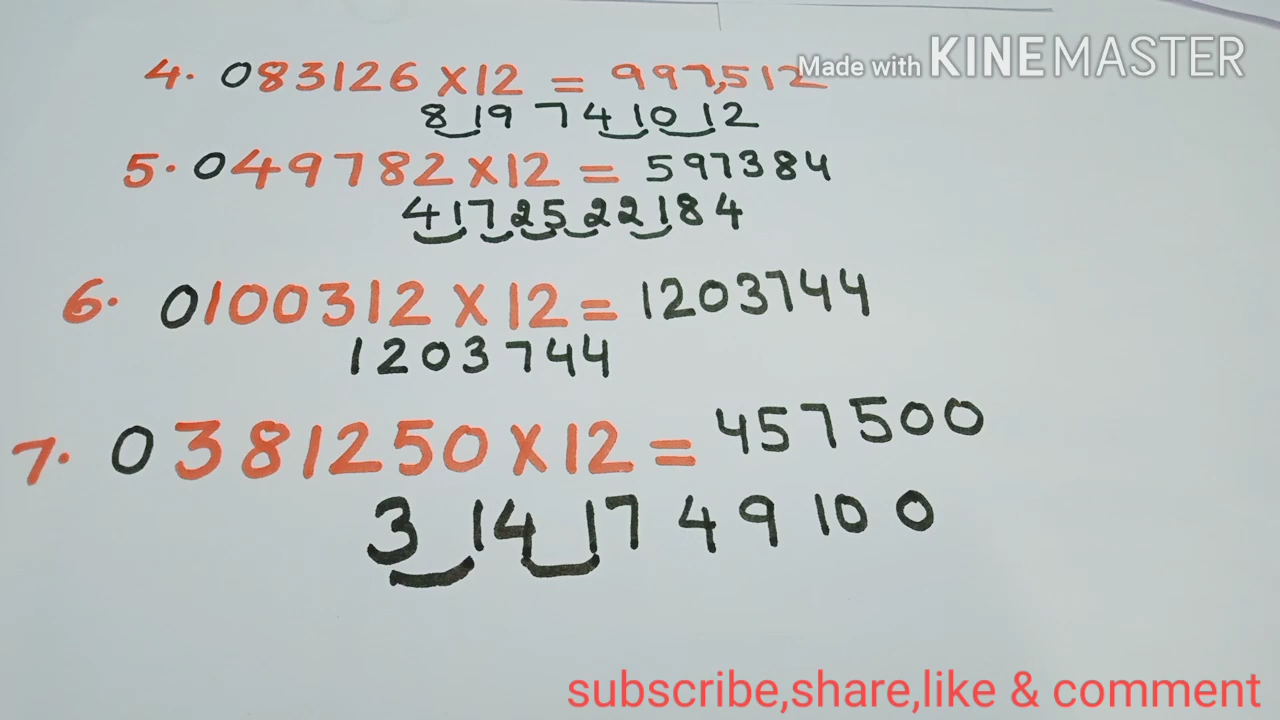 Made with KINEMASTER
4. 083126 X12 = 997,512
8 19 7 4 10 12
5. 049782 X12 = 597384
4 17 25 22 18 4
6. 0100312 X 12 = 1203744
1203744
7. 0381250 X 12 = 457500
3 14 17 4 9 10 0
subscribe,share,like & comment